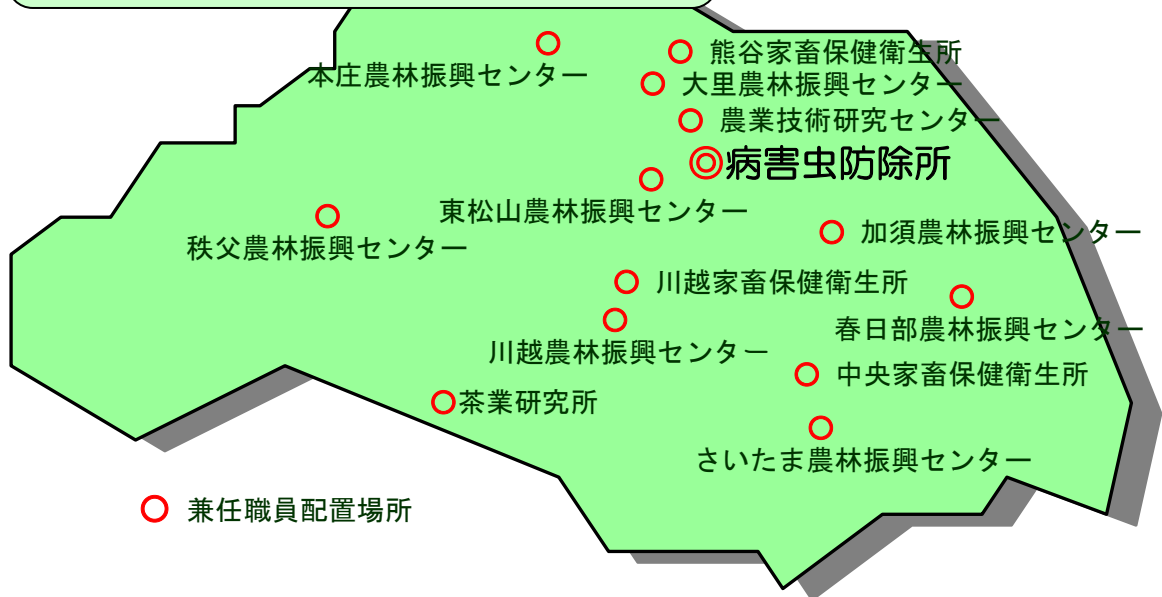 熊谷家畜保健衛生所
本庄農林振興センター
大里農林振興センター
農業技術研究センター
病害虫防除所
東松山農林振興センター
加須農林振興センター
秩父農林振興センター
川越家畜保健衛生所
春日部農林振興センター
川越農林振興センター
中央家畜保健衛生所
茶業研究所
さいたま農林振興センター
兼任職員配置場所